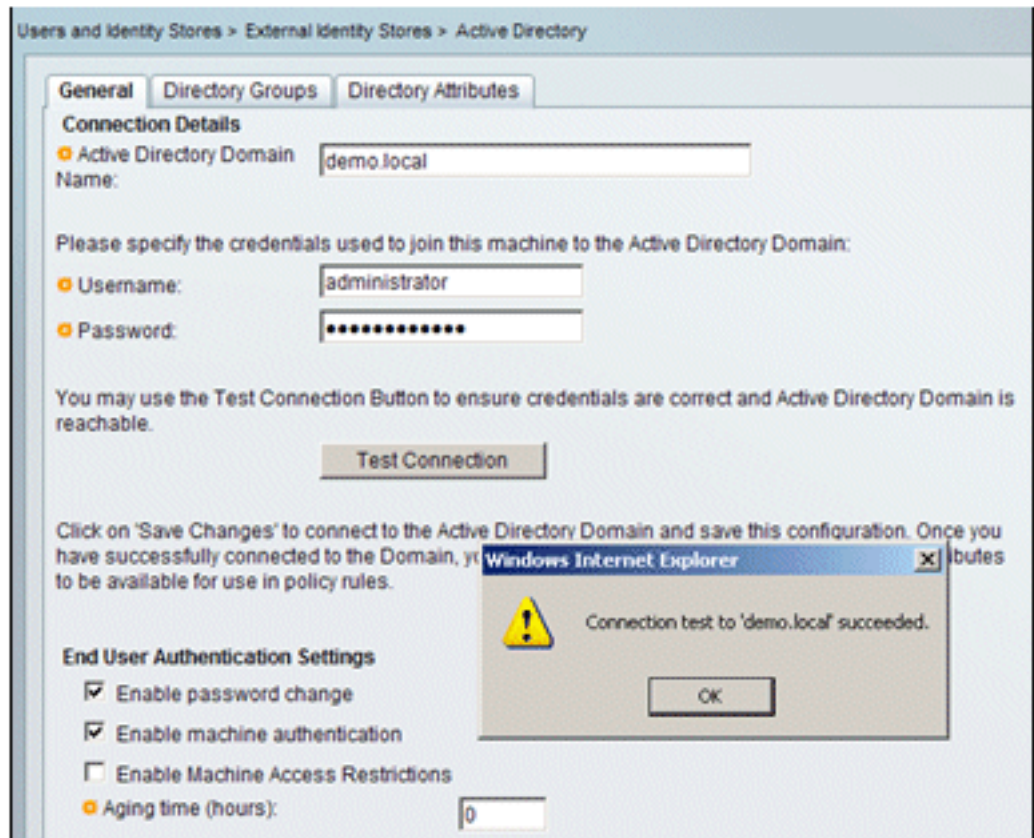 Users and Identity Stores > External Identity Stores > Active Directory
General Directory Groups Directory Attributes
Connection Details
Active Directory Domain
Name:
demo.local
Please specify the credentials used to join this machine to the Active Directory Domain:
Username:
administrator
Password:
••••••••••••
You may use the Test Connection Button to ensure credentials are correct and Active Directory Domain is
reachable.
Test Connection
Click on 'Save Changes' to connect to the Active Directory Domain and save this configuration. Once you
have successfully connected to the Domain,
to be available for use in policy rules.
Windows Internet Explorer
Connection test to 'demo.local' succeeded.
OK
End User Authentication Settings
Enable password change
Enable machine authentication
Enable Machine Access Restrictions
Aging time (hours):
0